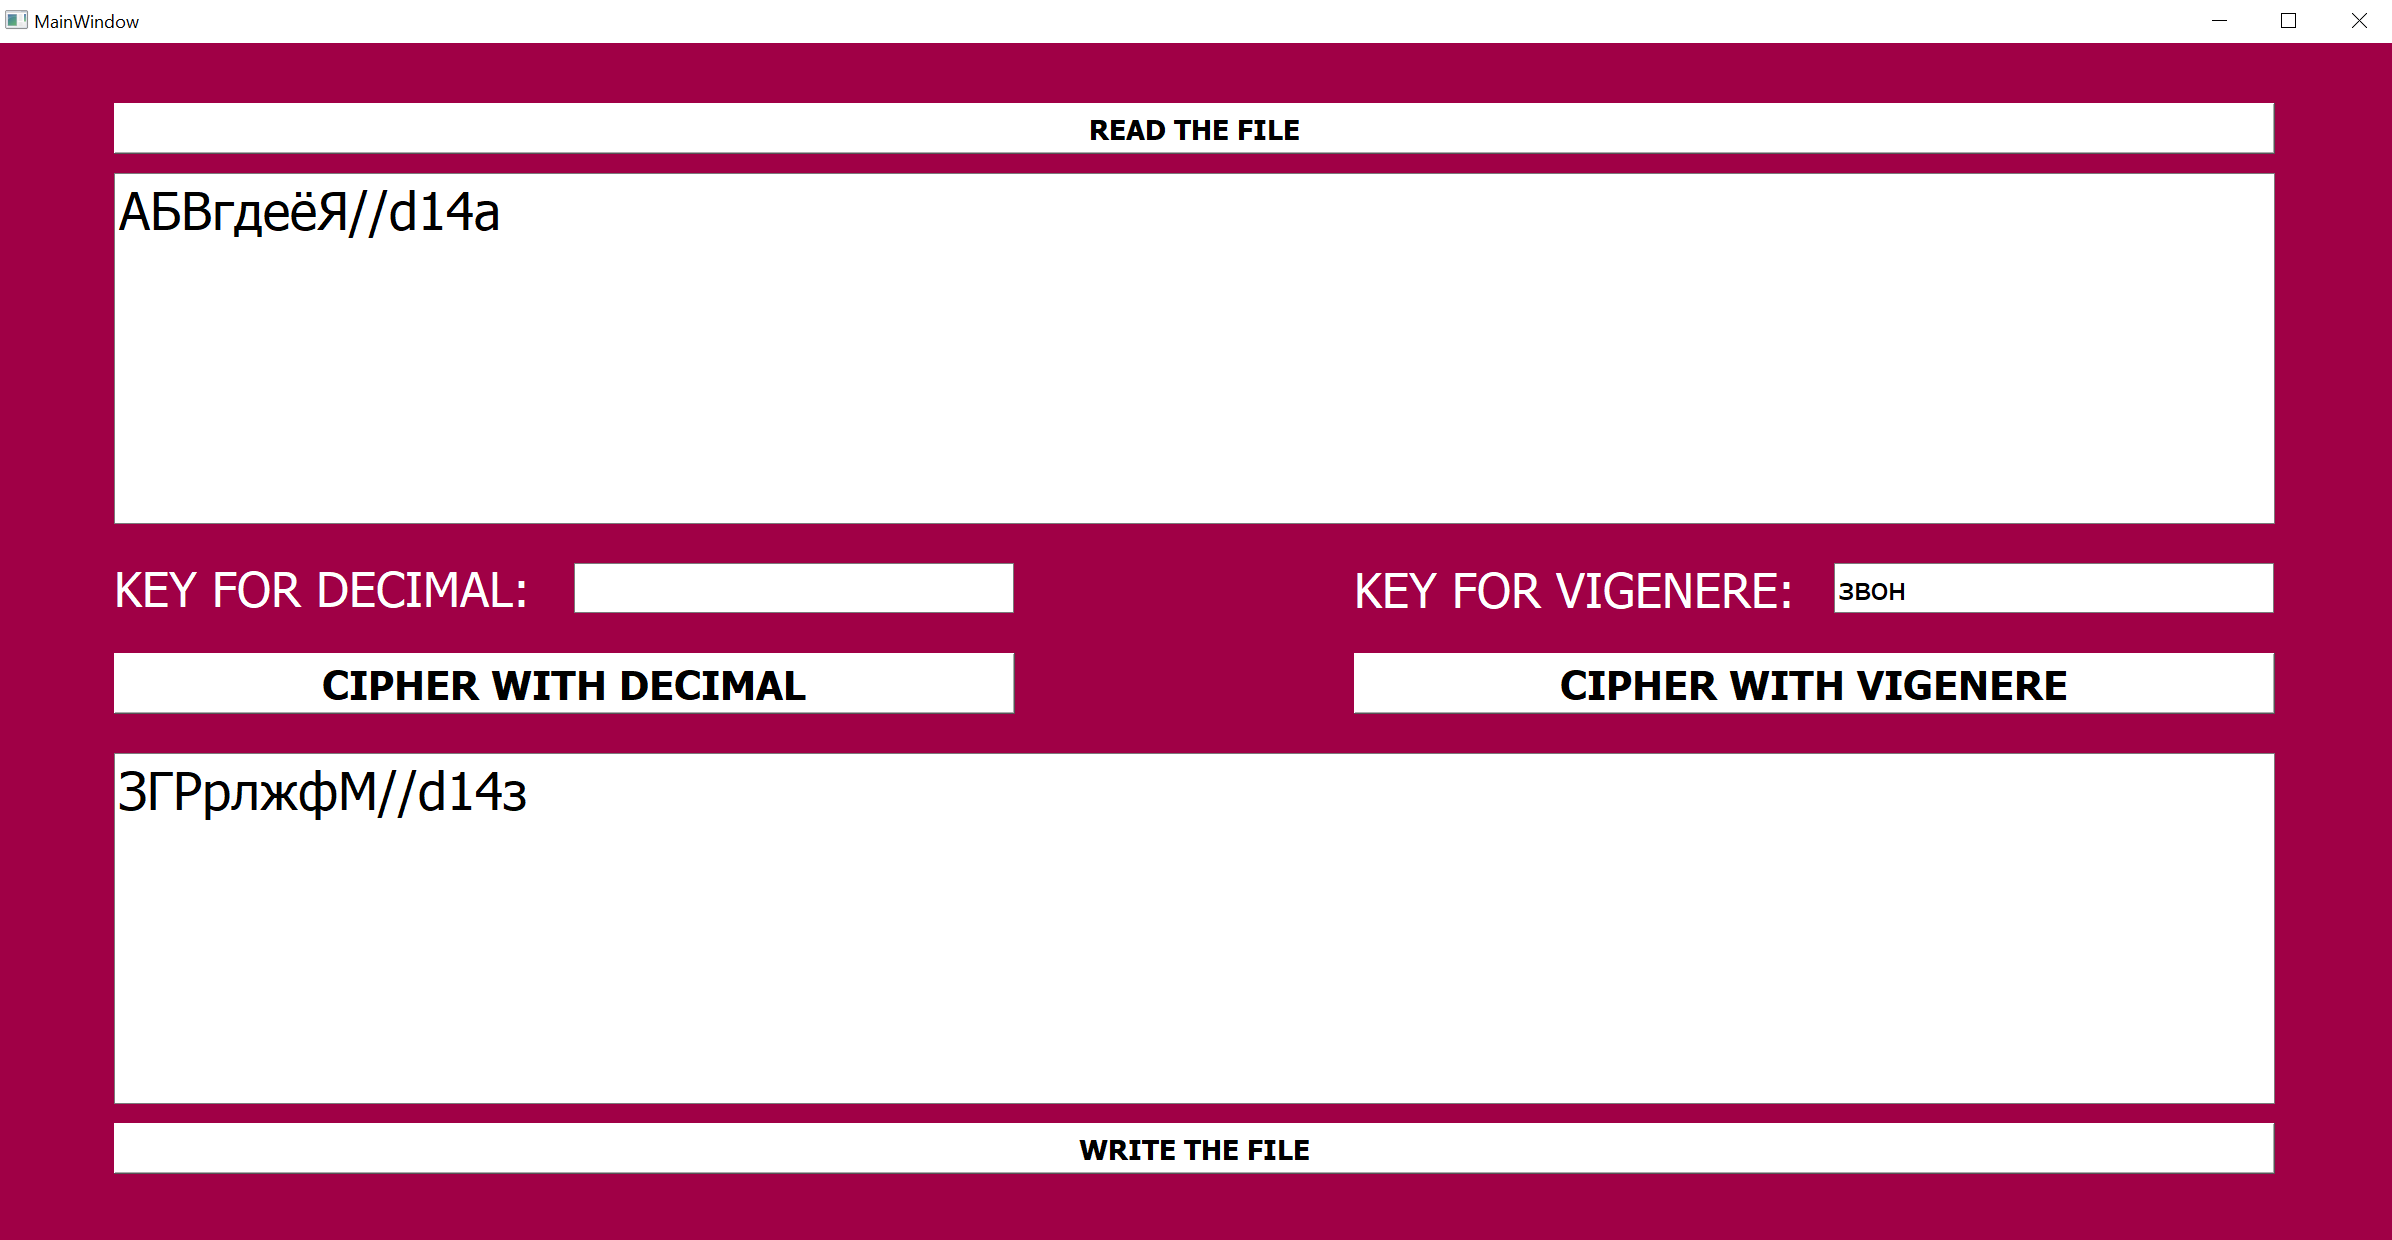 MainWindow
READ THE FILE
АБВгдеёЯ//d14а
KEY FOR DECIMAL:
KEY FOR VIGENERE: звон
CIPHER WITH DECIMAL
CIPHER WITH VIGENERE
ЗГРрлжфМ//d14з
WRITE THE FILE